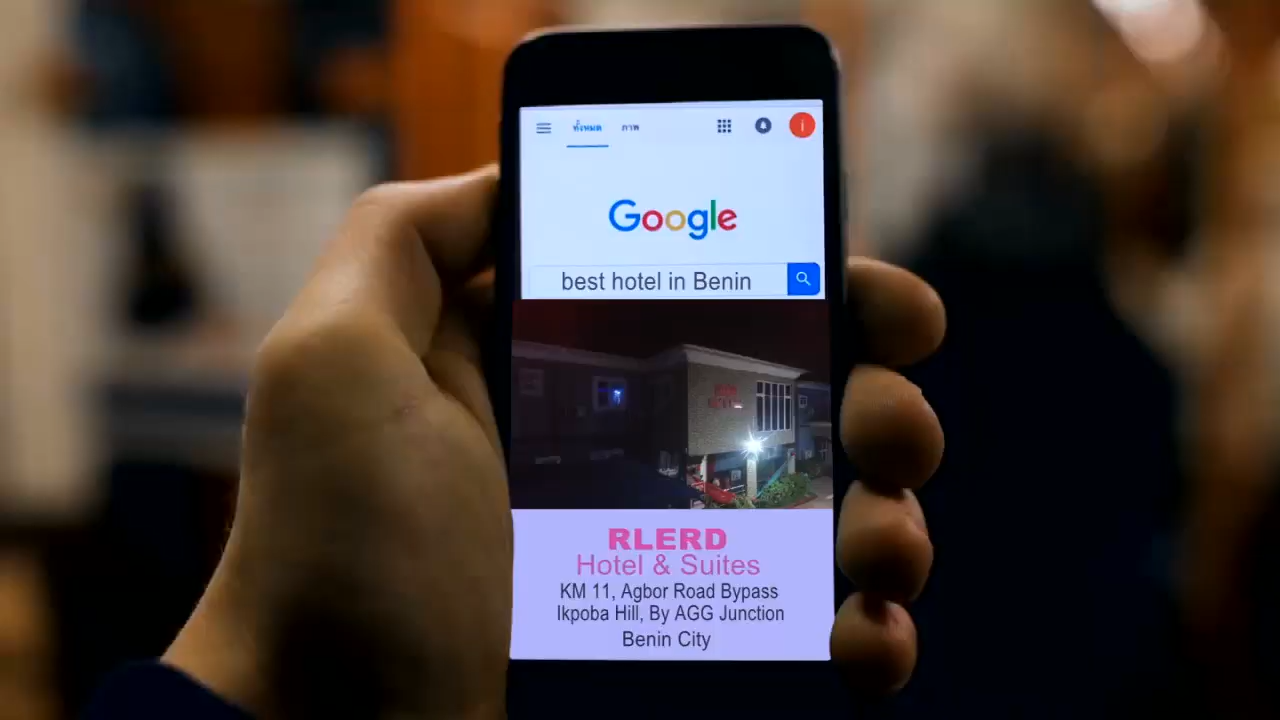 ทั้งหมด ภาพ
i
Google
best hotel in Benin
RLERD
Hotel & Suites
KM 11, Agbor Road Bypass
Ikpoba Hill, By AGG Junction
Benin City